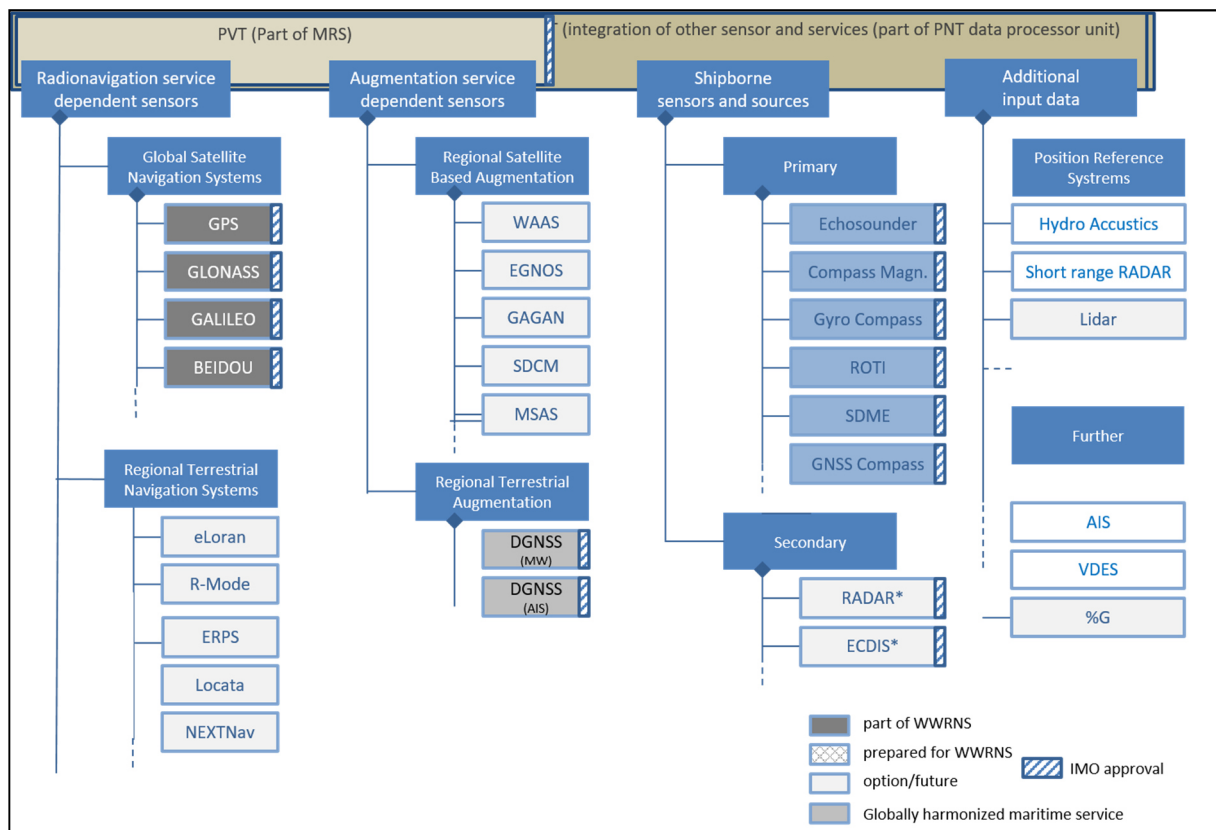 PVT (Part of MRS)
(integration of other sensor and services (part of PNT data processor unit)
Radionavigation service
dependent sensors
Global Satellite
Navigation Systems
GPS
GLONASS
GALILEO
BEIDOU
Regional Terrestrial
Navigation Systems
eLoran
R-Mode
ERPS
Locata
NEXTNav
Augmentation service
dependent sensors
Regional Satellite
Based Augmentation
WAAS
EGNOS
GAGAN
SDCM
MSAS
Regional Terrestrial
Augmentation
DGNSS
(MW)
DGNSS
(AIS)
Shipborne
sensors and sources
Primary
Echosounder
Compass Magn.
Gyro Compass
ROTI
SDME
GNSS Compass
Secondary
RADAR*
ECDIS*
Additional
input data
Position Reference
Systrems
Hydro Accustics
Short range RADAR
Lidar
Further
AIS
VDES
%G
part of WWRNS
prepared for WWRNS
option/future
Globally harmonized maritime service
IMO approval